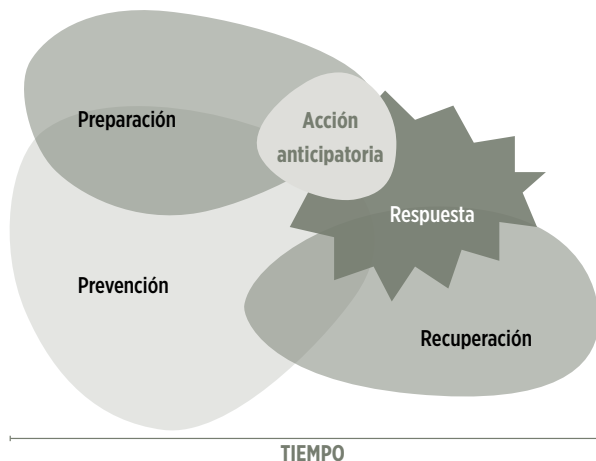 Preparación
Acción
anticipatoria
Respuesta
Prevención
Recuperación
TIEMPO